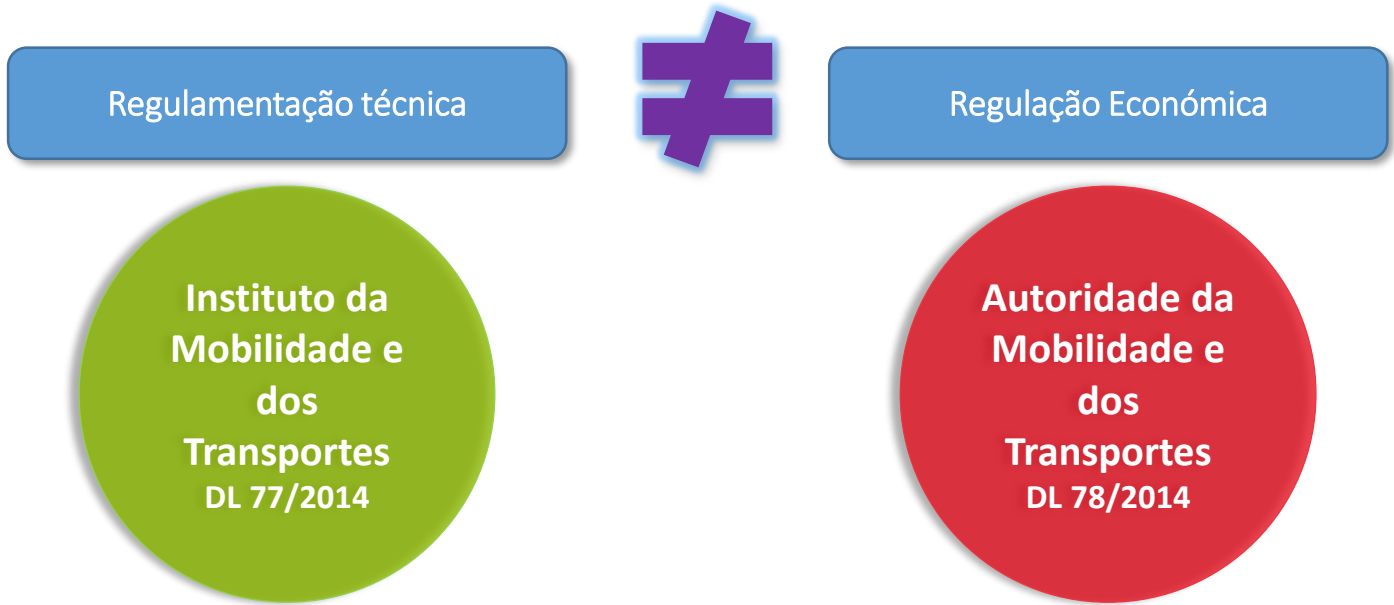 Regulamentação técnica
Regulação Económica
Instituto da
Mobilidade e
dos
Transportes
DL 77/2014
Autoridade da
Mobilidade e
dos
Transportes
DL 78/2014